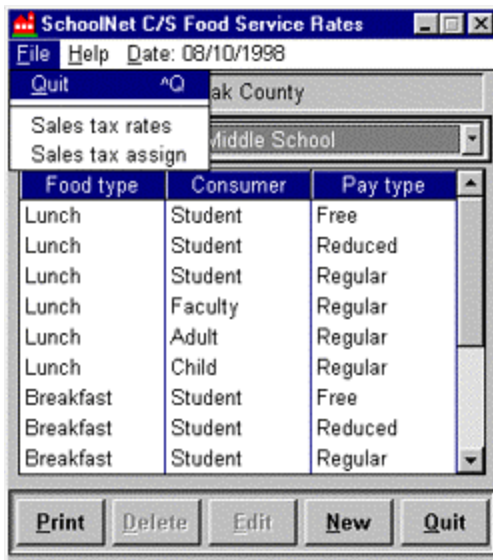 SchoolNet C/S Food Service Rates
File Help Date: 08/10/1998
Quit ^Q
ak County
Sales tax rates
Middle School
Sales tax assign
Food type Consumer Pay type
Lunch Student Free
Lunch Student Reduced
Lunch Student Regular
Lunch Faculty Regular
Lunch Adult Regular
Lunch Child Regular
Breakfast Student Free
Breakfast Student Reduced
Breakfast Student Regular
Print Delete Edit New Quit